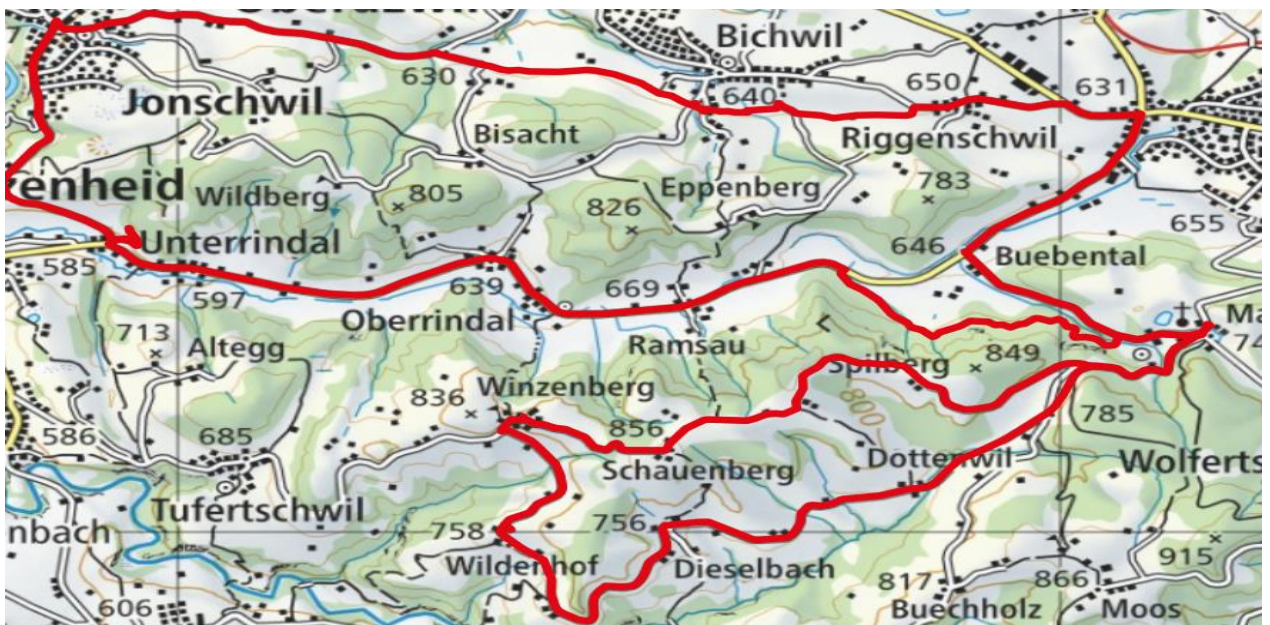 Bichwil
630
640
650
631
Jonschwil
Bisacht
Riggenschwil
enheid
Wildberg
805
Eppenberg
783
826
655
Unterrindal
646
Buebental
585
597
639
669
Oberrindal
713
Altegg
Ramsau
849
Spilberg
Winzenberg
836
800
856
785
586
685
Schauenberg
Dottenwil
Wolferts
Tufertschwil
nbach
758
756
915
Wildenhof
Dieselbach
817
866
606
Buechholz
Moos